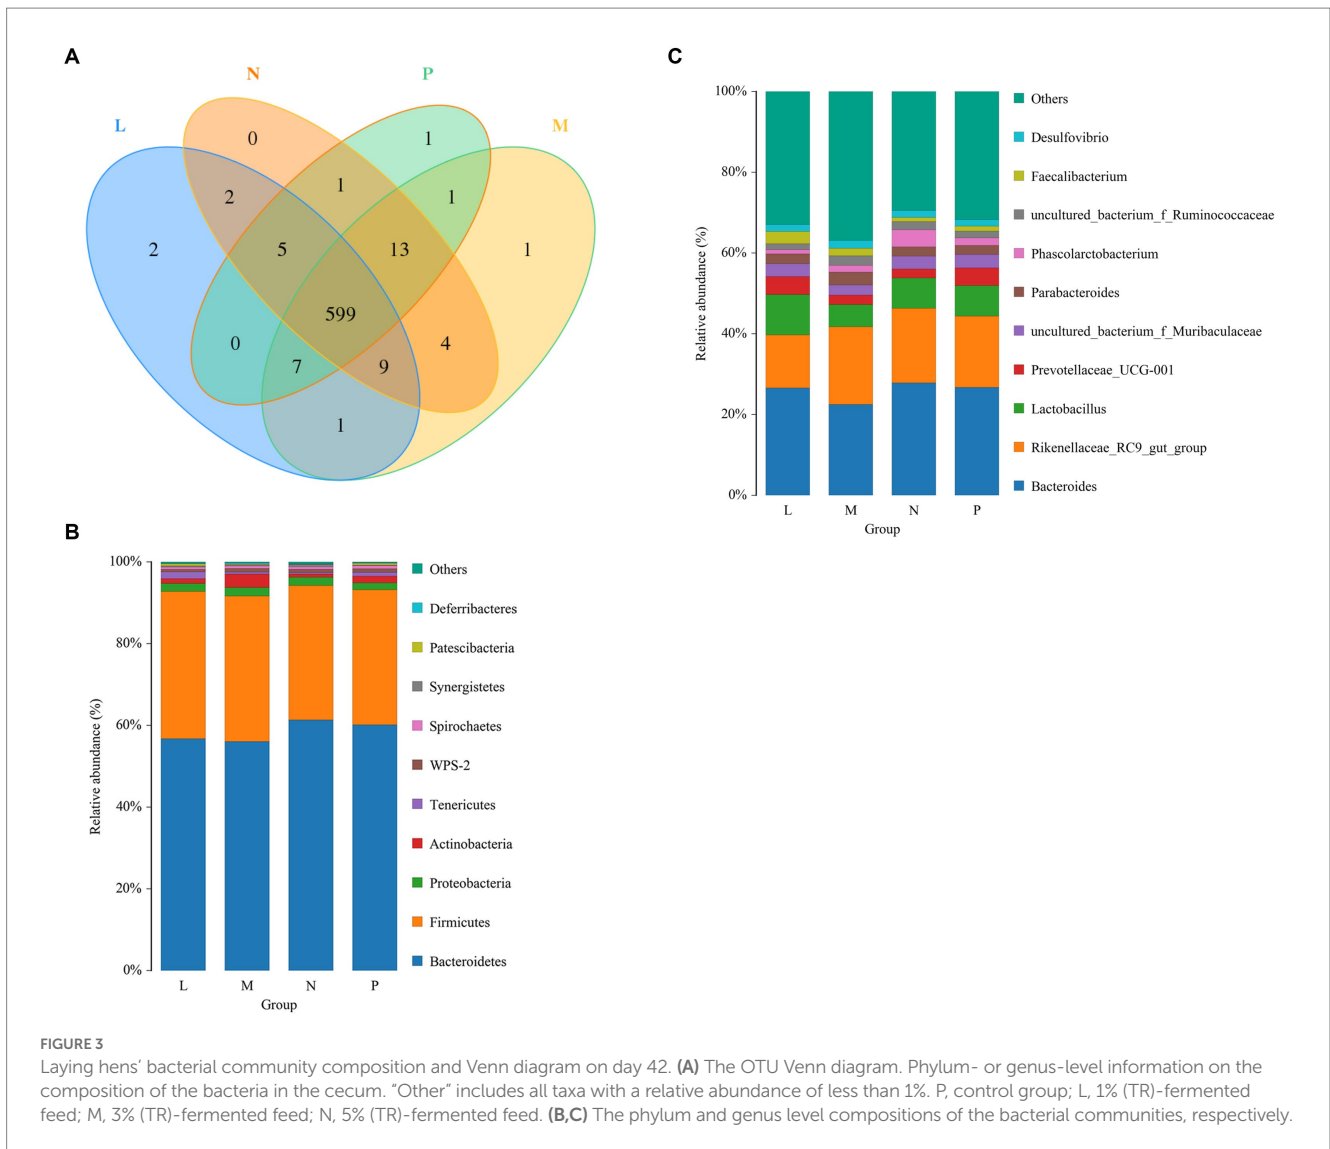 A
N
P
L
M
0
1
2
1
1
2
5
13
1
599
0
7
9
4
1
C
100%
80%
60%
40%
20%
0%
Relative abundance (%)
L M N P
Group
Others
Desulfovibrio
Faecalibacterium
uncultured_bacterium_f_Ruminococcaceae
Phascolarctobacterium
Parabacteroides
uncultured_bacterium_f_Muribaculaceae
Prevotellaceae_UCG-001
Lactobacillus
Rikenellaceae_RC9_gut_group
Bacteroides
B
100%
80%
60%
40%
20%
0%
Relative abundance (%)
L M N P
Group
Others
Deferribacteres
Patescibacteria
Synergistetes
Spirochaetes
WPS-2
Tenericutes
Actinobacteria
Proteobacteria
Firmicutes
Bacteroidetes
FIGURE 3
Laying hens’ bacterial community composition and Venn diagram on day 42. (A) The OTU Venn diagram. Phylum- or genus-level information on the
composition of the bacteria in the cecum. “Other” includes all taxa with a relative abundance of less than 1%. P, control group; L, 1% (TR)-fermented
feed; M, 3% (TR)-fermented feed; N, 5% (TR)-fermented feed. (B,C) The phylum and genus level compositions of the bacterial communities, respectively.